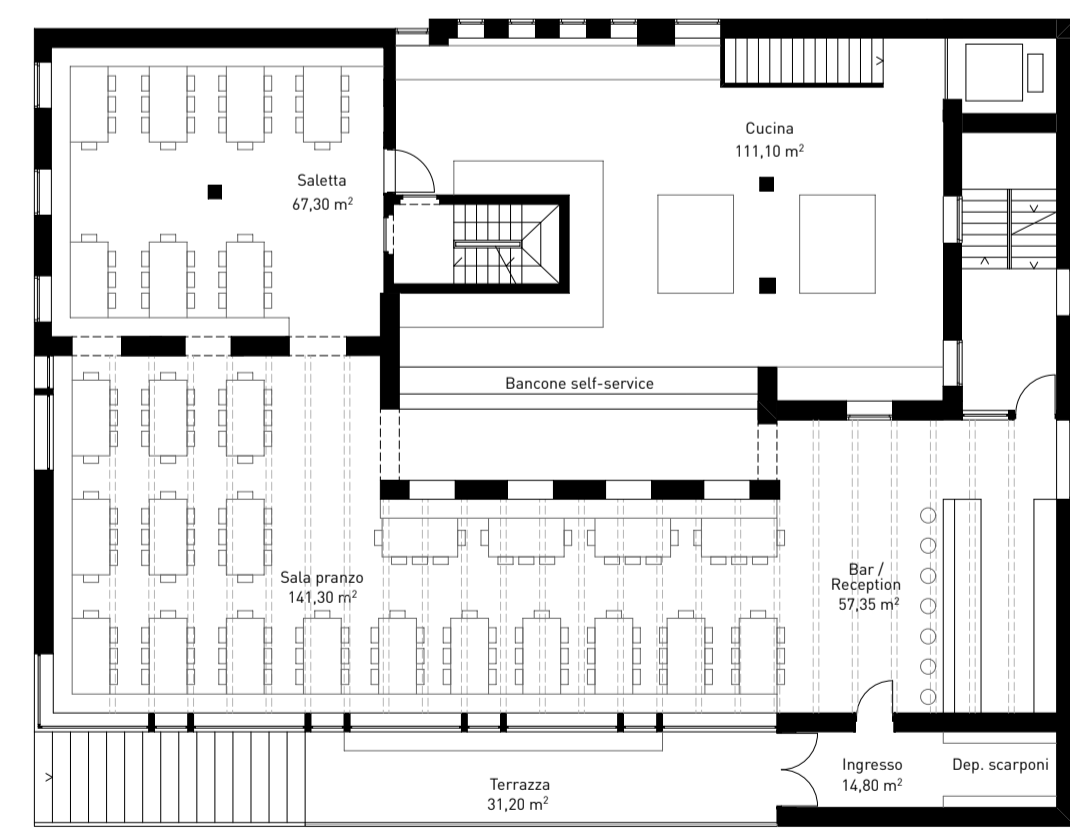 Cucina
111,10 m²
Saletta
67,30 m²
Bancone self-service
Sala pranzo
141,30 m²
Bar /
Reception
57,35 m²
Ingresso
14,80 m²
Dep. scarponi
Terrazza
31,20 m²